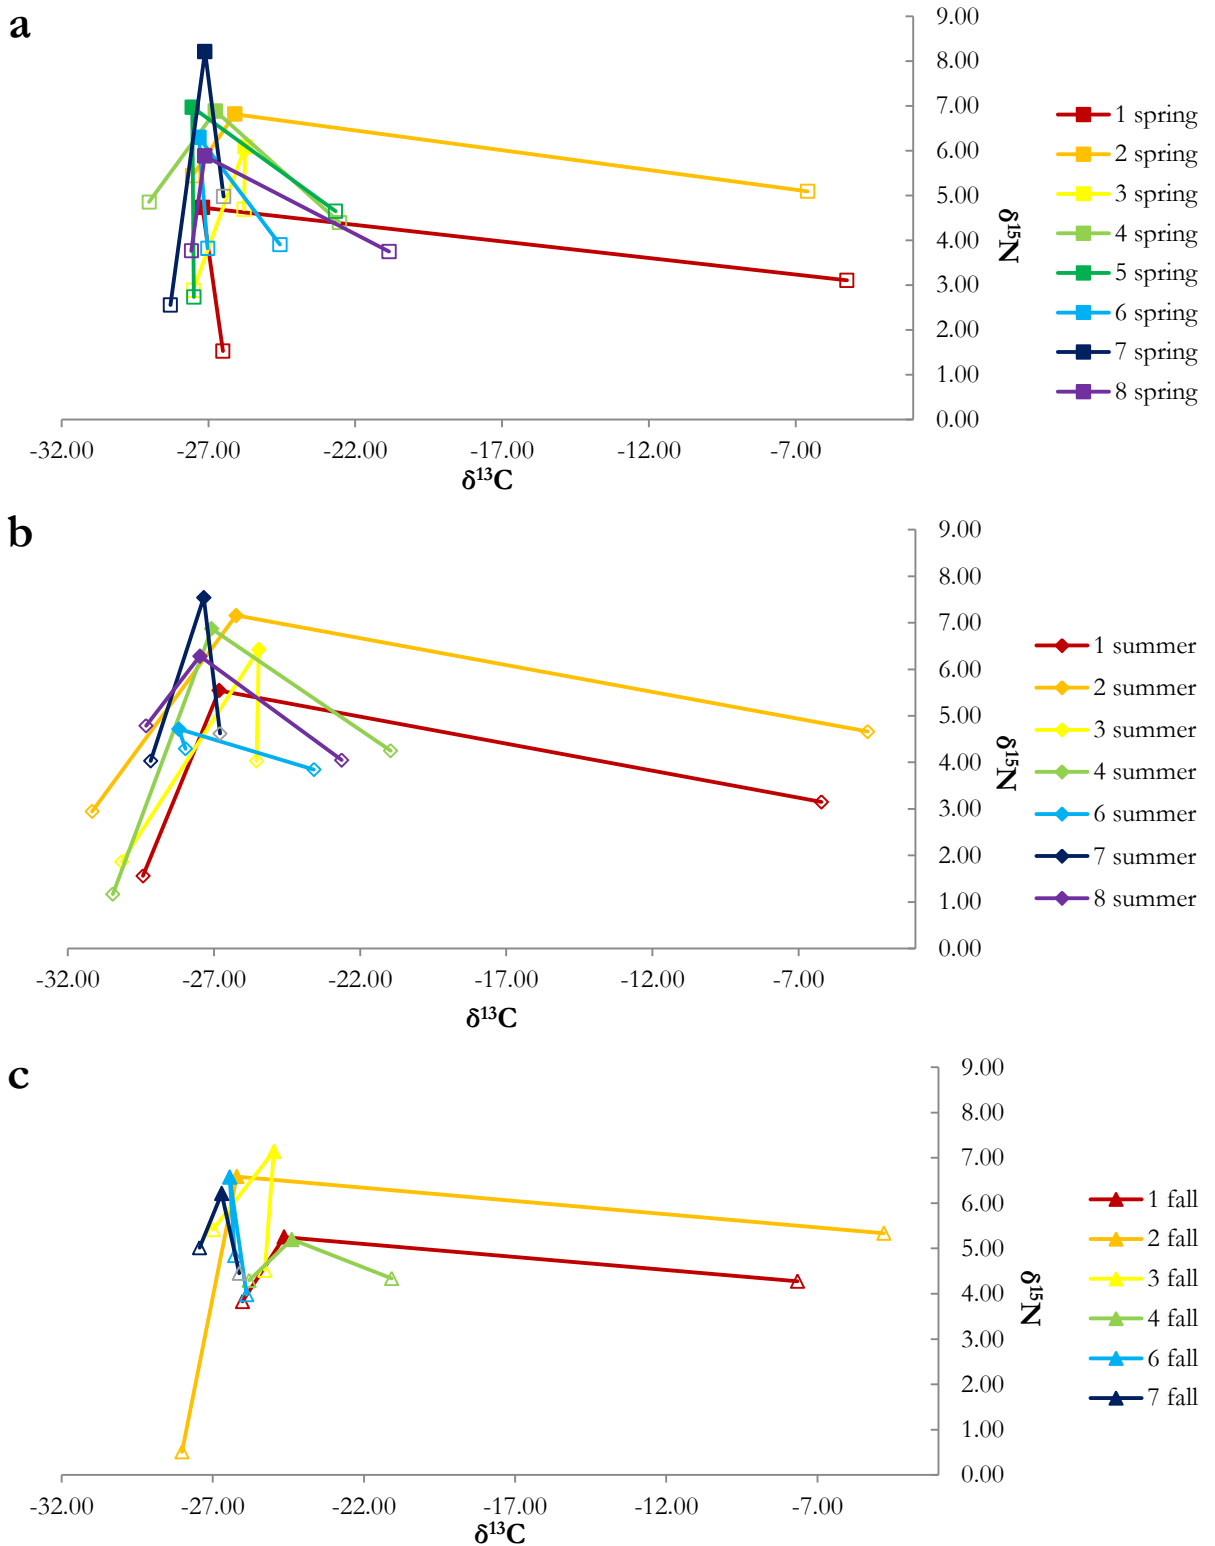 a
9.00
8.00
7.00
6.00
5.00
4.00
3.00
2.00
1.00
0.00
δ¹⁵N
-32.00 -27.00 -22.00 -17.00 -12.00 -7.00
δ¹³C
1 spring
2 spring
3 spring
4 spring
5 spring
6 spring
7 spring
8 spring
b
9.00
8.00
7.00
6.00
5.00
4.00
3.00
2.00
1.00
0.00
δ¹⁵N
-32.00 -27.00 -22.00 -17.00 -12.00 -7.00
δ¹³C
1 summer
2 summer
3 summer
4 summer
6 summer
7 summer
8 summer
c
9.00
8.00
7.00
6.00
5.00
4.00
3.00
2.00
1.00
0.00
δ¹⁵N
-32.00 -27.00 -22.00 -17.00 -12.00 -7.00
δ¹³C
1 fall
2 fall
3 fall
4 fall
6 fall
7 fall